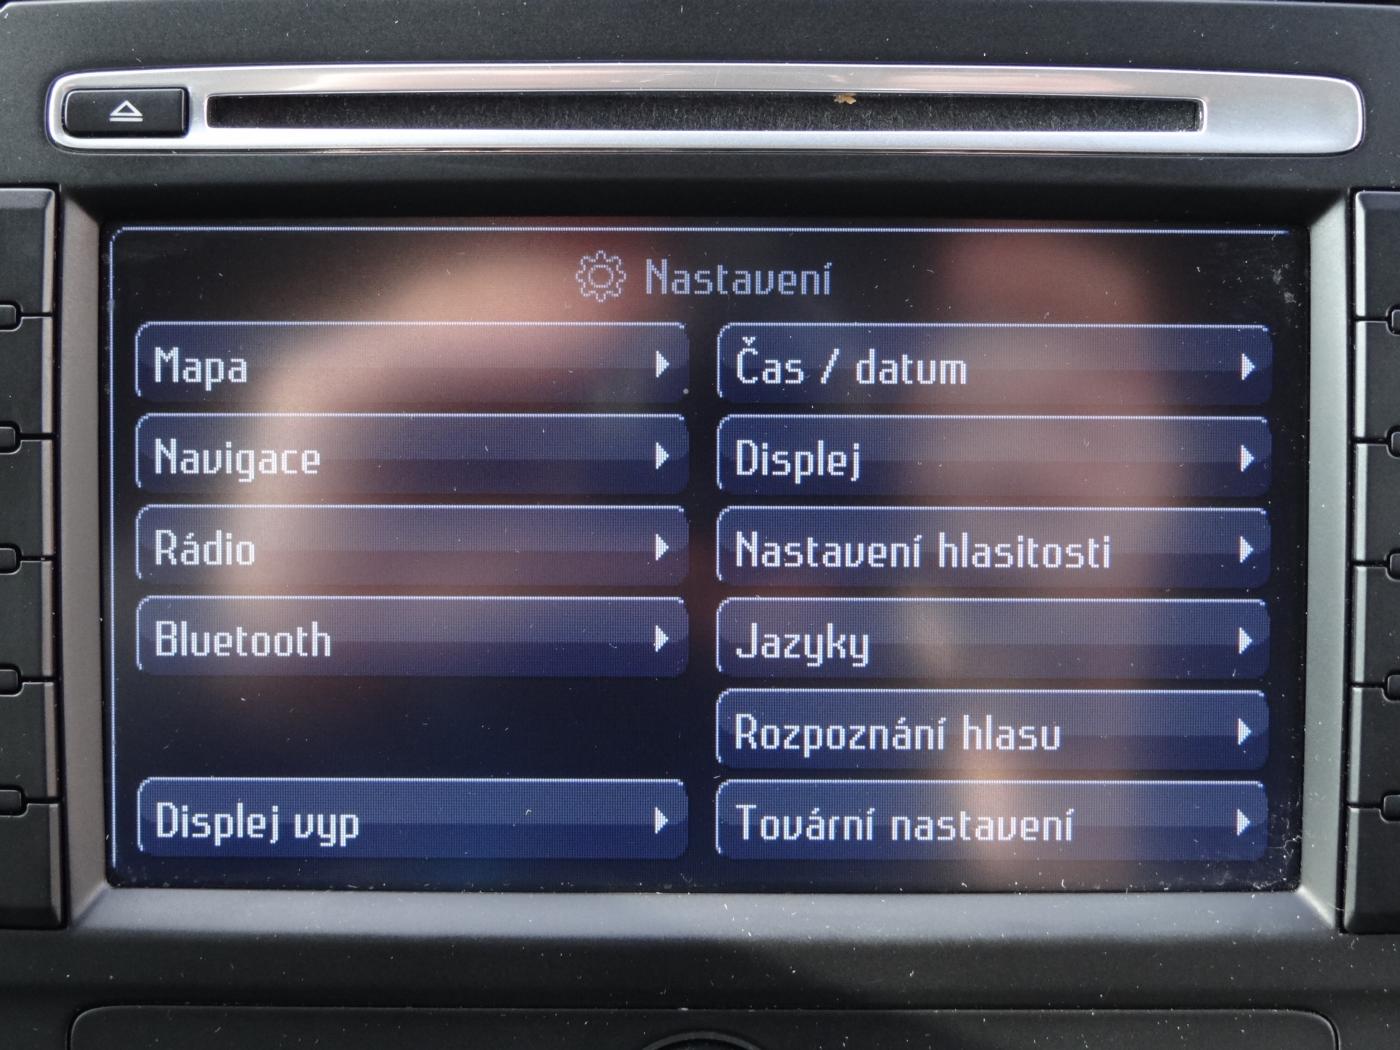 Nastavení
Mapa
Čas / datum
Navigace
Displej
Rádio
Nastavení hlasitosti
Bluetooth
Jazyky
Rozpoznání hlasu
Displej vyp
Tovární nastavení